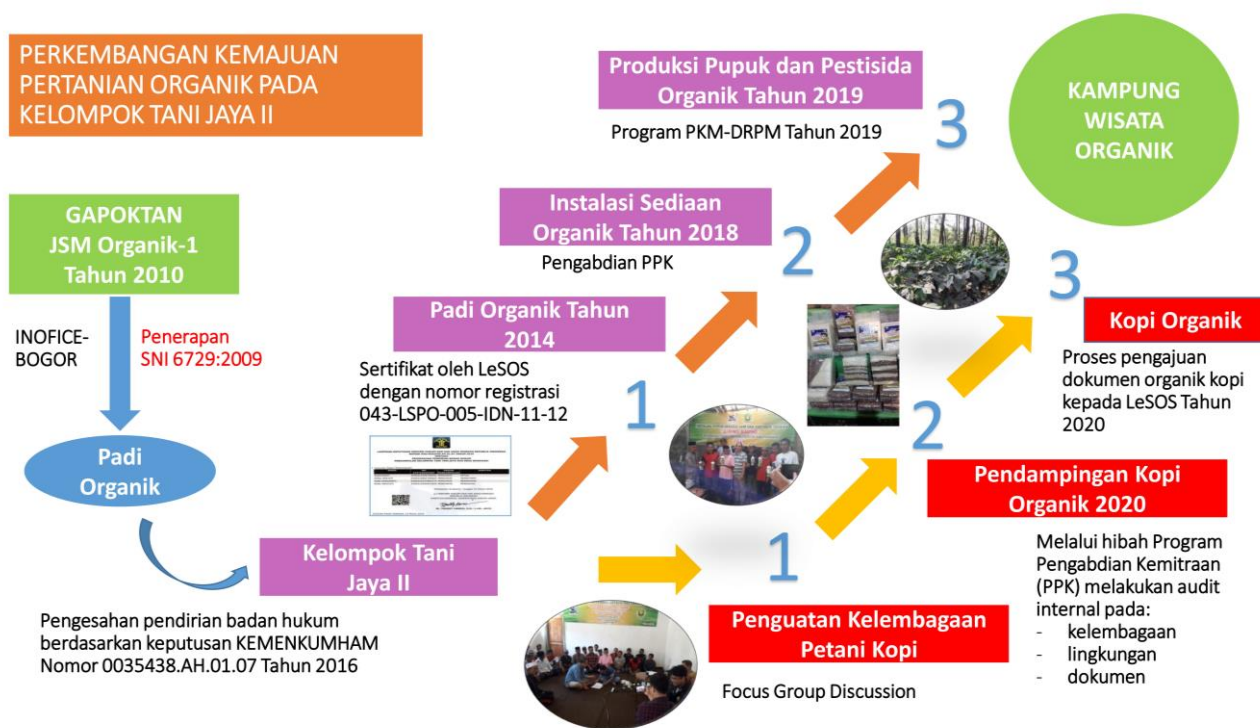 PERKEMBANGAN KEMAJUAN
PERTANIAN ORGANIK PADA
KELOMPOK TANI JAYA II
GAPOKTAN
JSM Organik-1
Tahun 2010
INOFICE-
BOGOR
Penerapan
SNI 6729:2009
Padi
Organik
Kelompok Tani
Jaya II
Pengesahan pendirian badan hukum
berdasarkan keputusan KEMENKUMHAM
Nomor 0035438.AH.01.07 Tahun 2016
Padi Organik Tahun
2014
Sertifikat oleh LeSOS
dengan nomor registrasi
043-LSPO-005-IDN-11-12
1
Instalasi Sediaan
Organik Tahun 2018
Pengabdian PPK
2
Produksi Pupuk dan Pestisida
Organik Tahun 2019
Program PKM-DRPM Tahun 2019
3
KAMPUNG
WISATA
ORGANIK
1
Penguatan Kelembagaan
Petani Kopi
Focus Group Discussion
2
Pendampingan Kopi
Organik 2020
Melalui hibah Program
Pengabdian Kemitraan
(PPK) melakukan audit
internal pada:
- kelembagaan
- lingkungan
- dokumen
3
Kopi Organik
Proses pengajuan
dokumen organik kopi
kepada LeSOS Tahun
2020